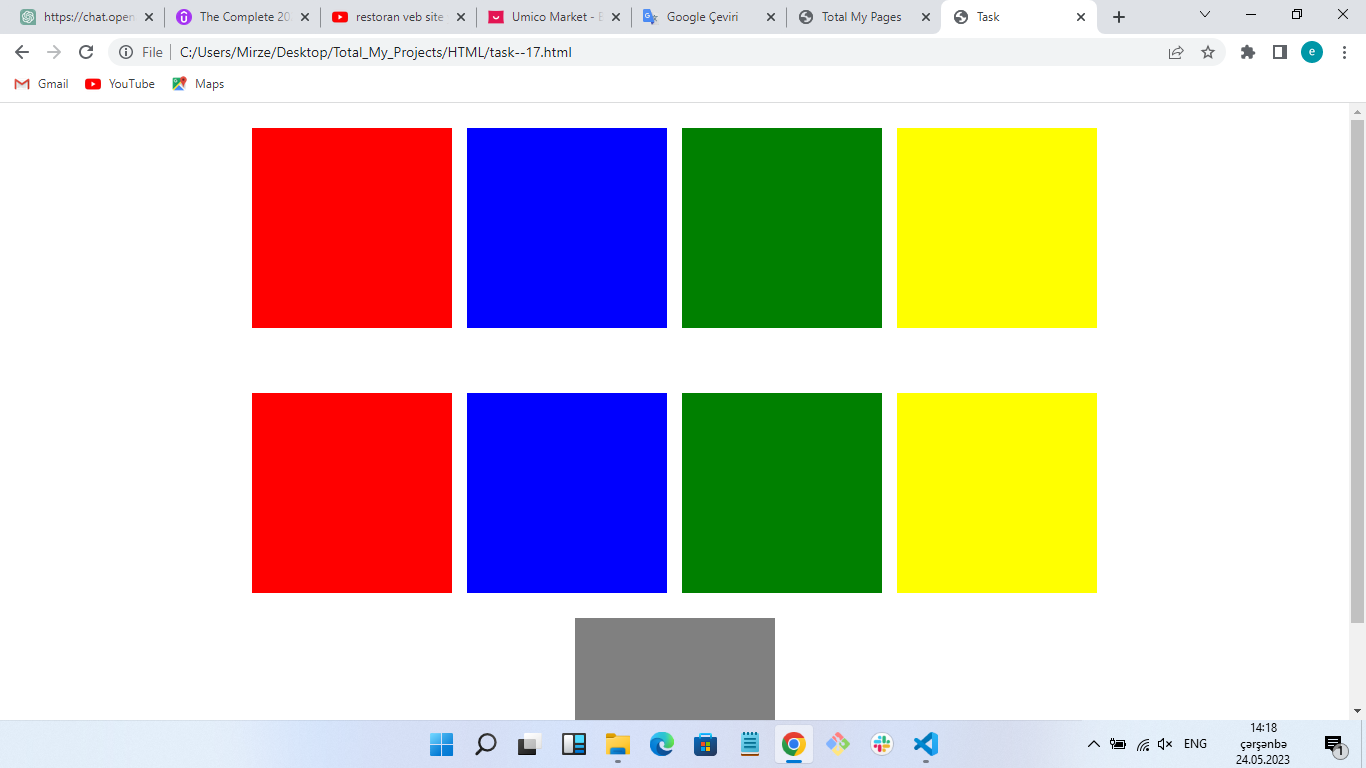 https://chat.open
The Complete 20
restoran veb site
Umico Market - E
Google Çeviri
Total My Pages
Task
File
C:/Users/Mirze/Desktop/Total_My_Projects/HTML/task--17.html
e
Gmail
YouTube
Maps
ENG
14:18
çərşənbə
24.05.2023
1